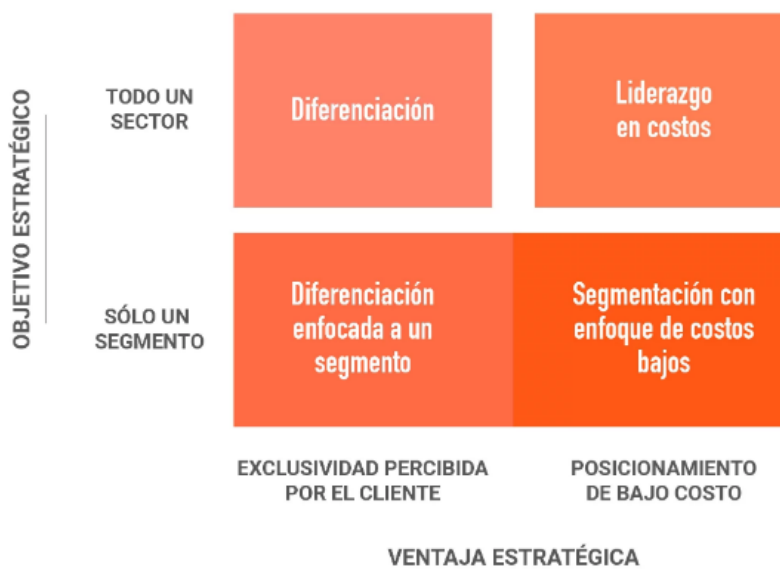 OBJETIVO ESTRATÉGICO
TODO UN
SECTOR
Diferenciación
Liderazgo
en costos
SÓLO UN
SEGMENTO
Diferenciación
enfocada a un
segmento
Segmentación con
enfoque de costos
bajos
EXCLUSIVIDAD PERCIBIDA
POR EL CLIENTE
POSICIONAMIENTO
DE BAJO COSTO
VENTAJA ESTRATÉGICA